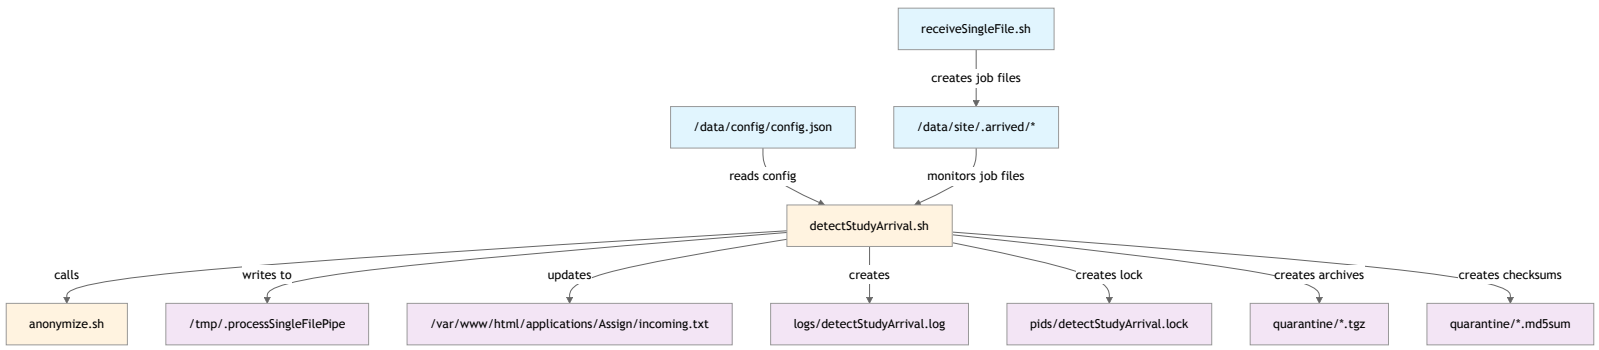 receiveSingleFile.sh
creates job files
/data/config/config.json
/data/site/.arrived/*
reads config
monitors job files
detectStudyArrival.sh
calls
writes to
updates
creates
creates lock
creates archives
creates checksums
anonymize.sh
/tmp/.processSingleFilePipe
/var/www/html/applications/Assign/incoming.txt
logs/detectStudyArrival.log
pids/detectStudyArrival.lock
quarantine/*.tgz
quarantine/*.md5sum